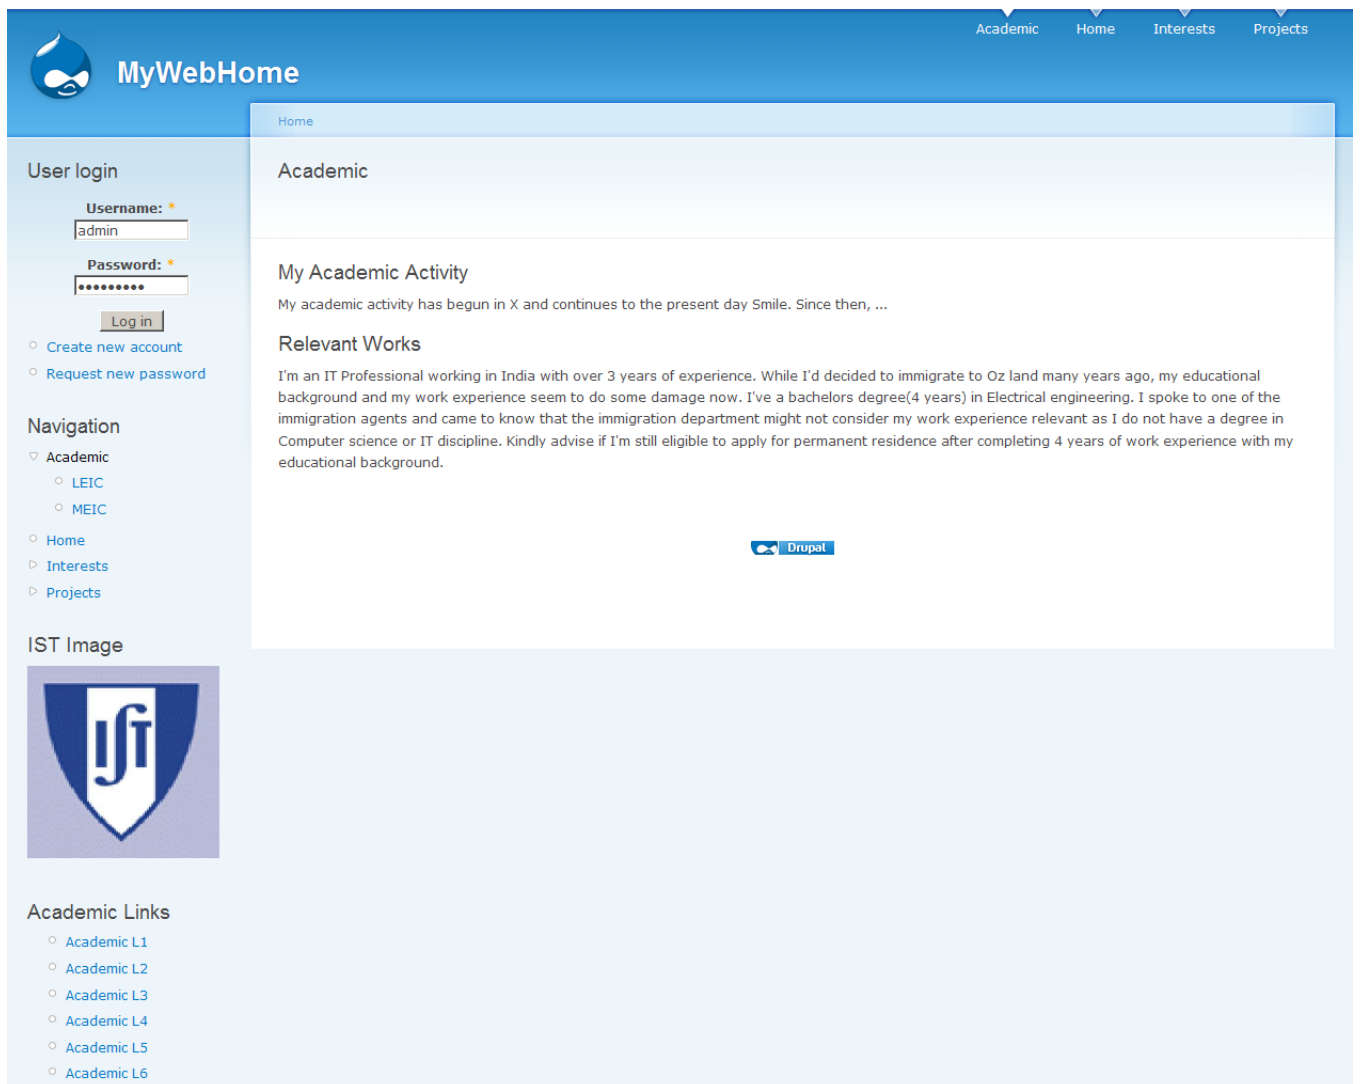 Academic Home Interests Projects
MyWebHome
Home
User login
Username: *
admin
Password: *
•••••••••
Log in
Create new account
Request new password
Navigation
Academic
LEIC
MEIC
Home
Interests
Projects
IST Image
IST
Academic Links
Academic L1
Academic L2
Academic L3
Academic L4
Academic L5
Academic L6
Academic
My Academic Activity
My academic activity has begun in X and continues to the present day Smile. Since then, ...
Relevant Works
I'm an IT Professional working in India with over 3 years of experience. While I'd decided to immigrate to Oz land many years ago, my educational
background and my work experience seem to do some damage now. I've a bachelors degree(4 years) in Electrical engineering. I spoke to one of the
immigration agents and came to know that the immigration department might not consider my work experience relevant as I do not have a degree in
Computer science or IT discipline. Kindly advise if I'm still eligible to apply for permanent residence after completing 4 years of work experience with my
educational background.
Drupal